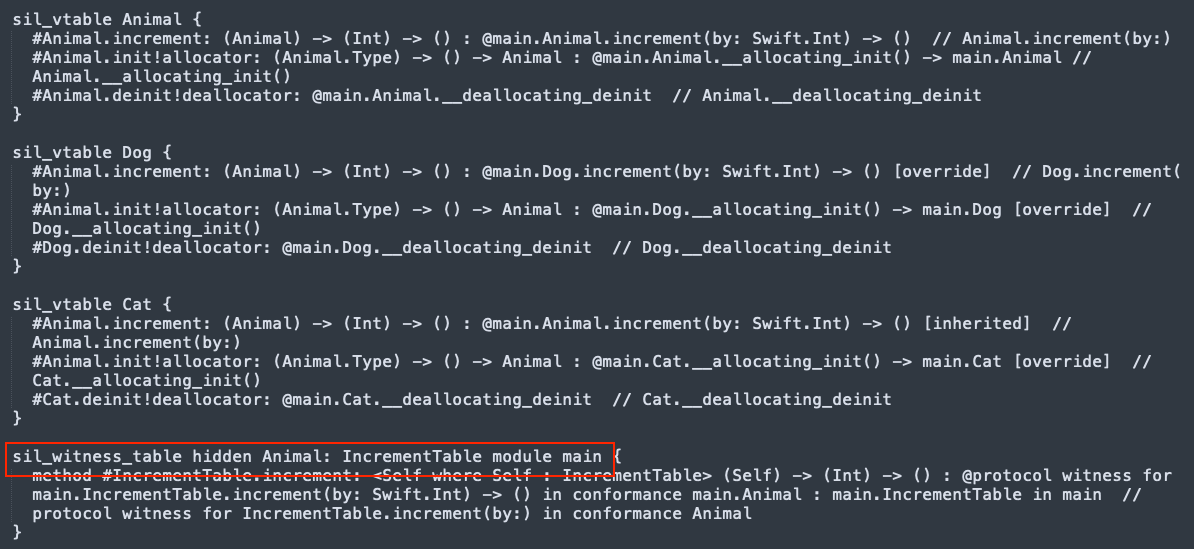 sil_vtable Animal {
#Animal.increment: (Animal) -> (Int) -> () : @main.Animal.increment(by: Swift.Int) -> ()  // Animal.increment(by:)
#Animal.init!allocator: (Animal.Type) -> () -> Animal : @main.Animal.__allocating_init() -> main.Animal //
Animal.__allocating_init()
#Animal.deinit!deallocator: @main.Animal.__deallocating_deinit  // Animal.__deallocating_deinit
}
sil_vtable Dog {
#Animal.increment: (Animal) -> (Int) -> () : @main.Dog.increment(by: Swift.Int) -> () [override]  // Dog.increment(
by:)
#Animal.init!allocator: (Animal.Type) -> () -> Animal : @main.Dog.__allocating_init() -> main.Dog [override]  //
Dog.__allocating_init()
#Dog.deinit!deallocator: @main.Dog.__deallocating_deinit  // Dog.__deallocating_deinit
}
sil_vtable Cat {
#Animal.increment: (Animal) -> (Int) -> () : @main.Animal.increment(by: Swift.Int) -> () [inherited]  //
Animal.increment(by:)
#Animal.init!allocator: (Animal.Type) -> () -> Animal : @main.Cat.__allocating_init() -> main.Cat [override]  //
Cat.__allocating_init()
#Cat.deinit!deallocator: @main.Cat.__deallocating_deinit  // Cat.__deallocating_deinit
}
sil_witness_table hidden Animal: IncrementTable module main {
method #IncrementTable.increment: <Self where Self : IncrementTable> (Self) -> (Int) -> () : @protocol witness for
main.IncrementTable.increment(by: Swift.Int) -> () in conformance main.Animal : main.IncrementTable in main  //
protocol witness for IncrementTable.increment(by:) in conformance Animal
}